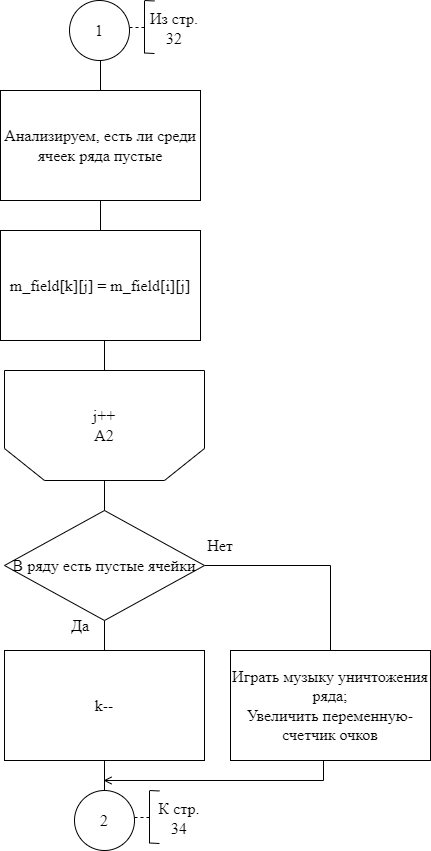 1
Из стр.
32
Анализируем, есть ли среди
ячеек ряда пустые
m_field[k][j] = m_field[i][j]
j++
A2
В ряду есть пустые ячейки
Нет
Да
k--
Играть музыку уничтожения
ряда;
Увеличить переменную-
счетчик очков
2
К стр.
34